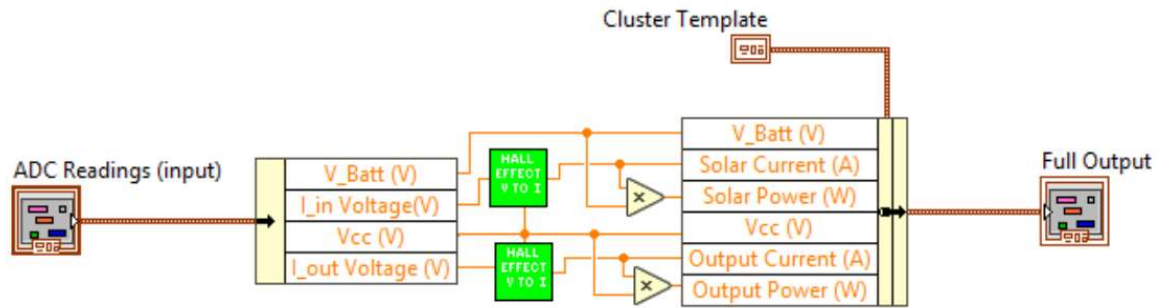 Cluster Template
ADC Readings (input)
V_Batt (V)
I_in Voltage(V)
Vcc (V)
I_out Voltage (V)
HALL
EFFECT
V TO I
HALL
EFFECT
V TO I
×
×
V_Batt (V)
Solar Current (A)
Solar Power (W)
Vcc (V)
Output Current (A)
Output Power (W)
Full Output